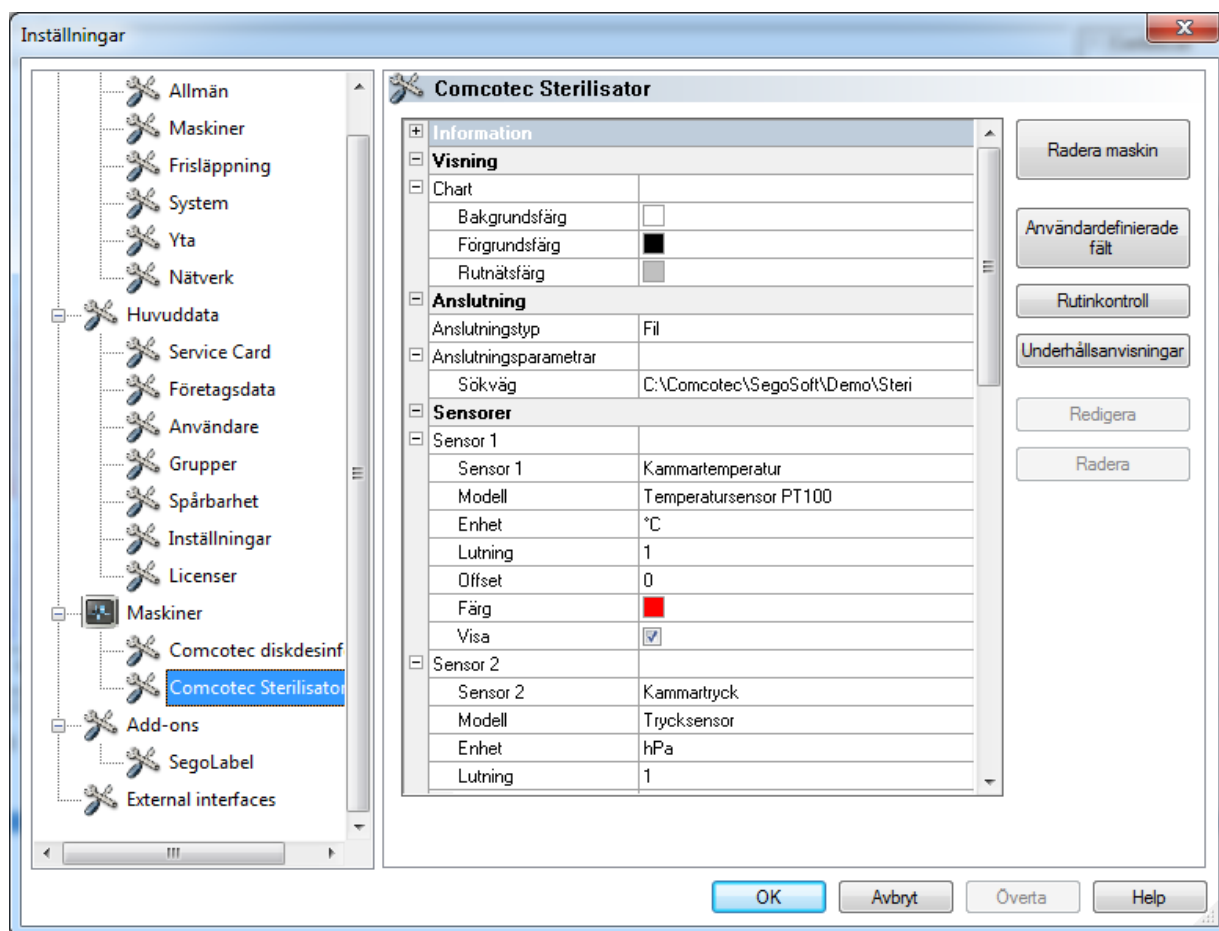 Inställningar
Allmän
Maskiner
Frisläppning
System
Yta
Nätverk
Huvuddata
Service Card
Företagsdata
Användare
Grupper
Spårbarhet
Inställningar
Licenser
Maskiner
Comcotec diskdesinf
Comcotec Sterilisator
Add-ons
SegoLabel
External interfaces
Comcotec Sterilisator
Information
Visning
Chart
Bakgrundsfärg
Förgrundsfärg
Rutnätsfärg
Anslutning
Anslutningstyp Fil
Anslutningsparametrar
Sökväg C:\Comcotec\SegoSoft\Demo\Steri
Sensorer
Sensor 1
Sensor 1 Kammartemperatur
Modell Temperatursensor PT100
Enhet °C
Lutning 1
Offset 0
Färg
Visa
Sensor 2
Sensor 2 Kammartryck
Modell Trycksensor
Enhet hPa
Lutning 1
Radera maskin
Användardefinierade
fält
Rutinkontroll
Underhållsanvisningar
Redigera
Radera
OK
Avbryt
Överta
Help